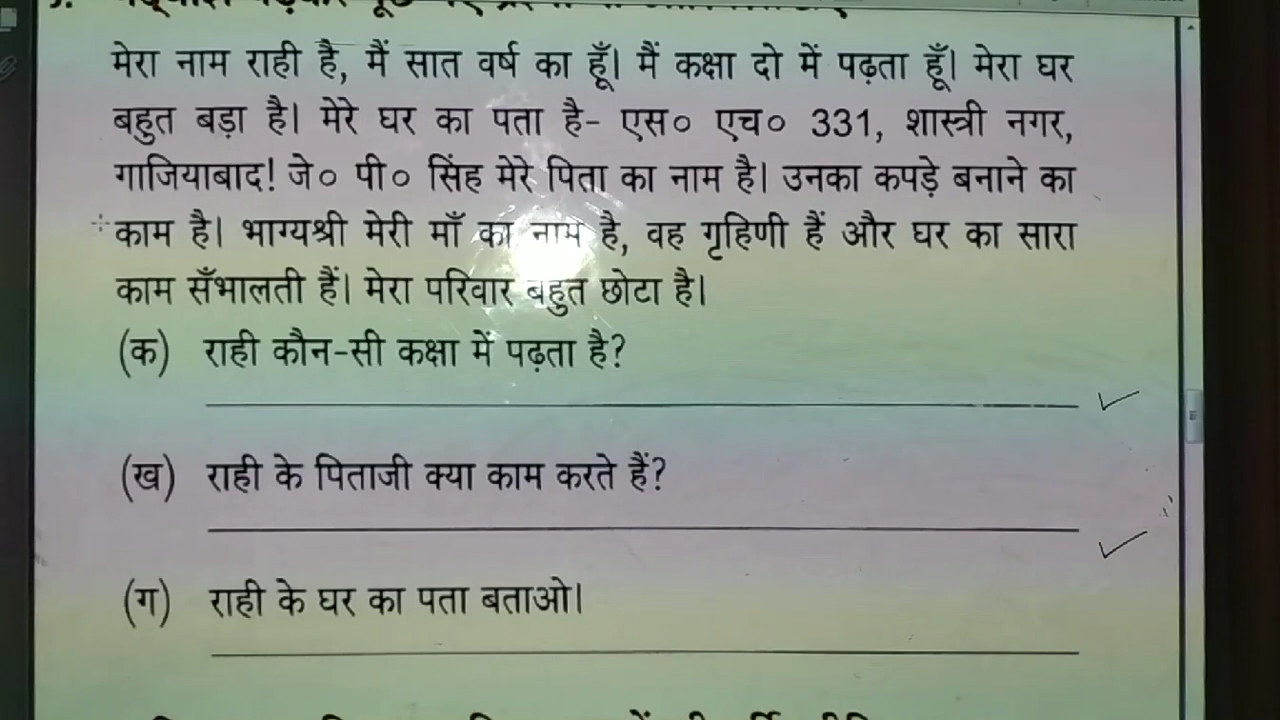 मेरा नाम राही है, मैं सात वर्ष का हूँ। मैं कक्षा दो में पढ़ता हूँ। मेरा घर
बहुत बड़ा है। मेरे घर का पता है- एस० एच० 331, शास्त्री नगर,
गाजियाबाद! जे० पी० सिंह मेरे पिता का नाम है। उनका कपड़े बनाने का
काम है। भाग्यश्री मेरी माँ का नाम है, वह गृहिणी हैं और घर का सारा
काम सँभालती हैं। मेरा परिवार बहुत छोटा है।
(क) राही कौन-सी कक्षा में पढ़ता है?
(ख) राही के पिताजी क्या काम करते हैं?
(ग) राही के घर का पता बताओ।